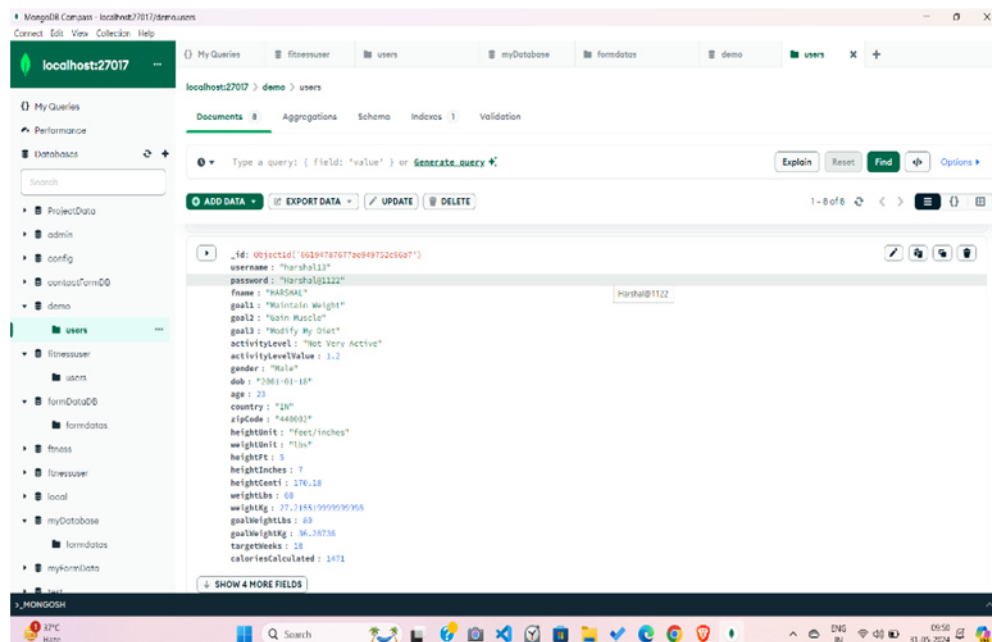 MongoDB Compass - localhost:27017/demo.users
Connect Edit View Collection Help
localhost:27017 ...
{} My Queries
fitnessuser
users
myDatabase
formdatas
demo
users
localhost:27017 > demo > users
My Queries
Performance
Databases
Search
ProjectData
admin
config
contactFormDB
demo
users ...
fitnessuser
users
formDataDB
formdatas
ftness
local
myDatabase
formdatas
myFormData
test
Documents 8 Aggregations Schema Indexes 1 Validation
Type a query: { field: 'value' } or Generate query
Explain Reset Find </> Options
ADD DATA EXPORT DATA UPDATE DELETE
1 - 8 of 8
username : "harshal13"
password : "Harshal@1122"
Harshal@1122
fname : "HARSHAL"
goal1 : "Maintain Weight"
goal2 : "Gain Muscle"
goal3 : "Modify My Diet"
activityLevel : "Not Very Active"
activityLevelValue : 1.2
gender : "Male"
dob : "2001-01-18"
age : 23
country : "IN"
zipCode : "440002"
heightUnit : "feet/inches"
weightUnit : "lbs"
heightFt : 5
heightInches : 7
heightCenti : 170.18
weightLbs : 60
weightKg : 27.215519999999998
goalWeightLbs : 80
goalWeightKg : 36.28736
targetWeeks : 10
caloriesCalculated : 1471
SHOW 4 MORE FIELDS
>_MONGOSH
37°C
Haze
Search
ENG
IN
09:50
31-05-2024